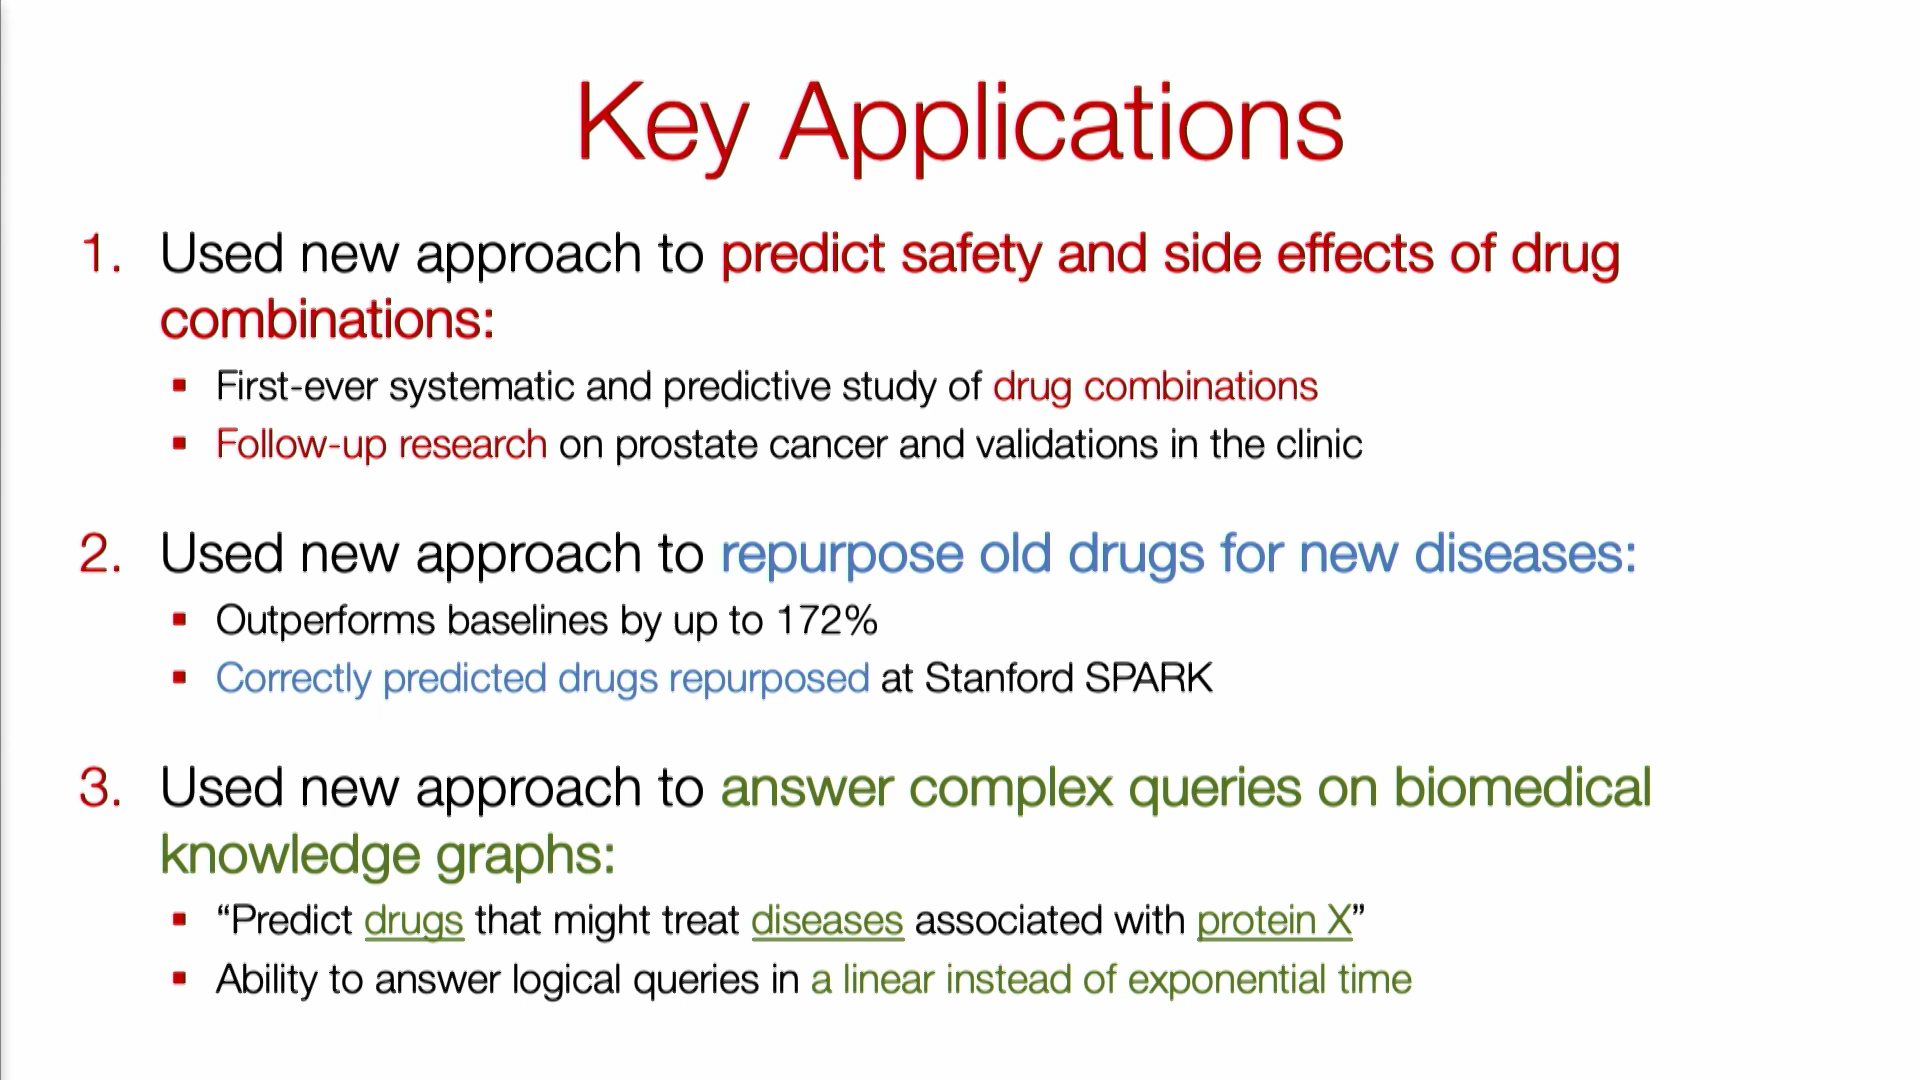 Key Applications
1. Used new approach to predict safety and side effects of drug
combinations:
▪ First-ever systematic and predictive study of drug combinations
▪ Follow-up research on prostate cancer and validations in the clinic
2. Used new approach to repurpose old drugs for new diseases:
▪ Outperforms baselines by up to 172%
▪ Correctly predicted drugs repurposed at Stanford SPARK
3. Used new approach to answer complex queries on biomedical
knowledge graphs:
▪ “Predict drugs that might treat diseases associated with protein X”
▪ Ability to answer logical queries in a linear instead of exponential time